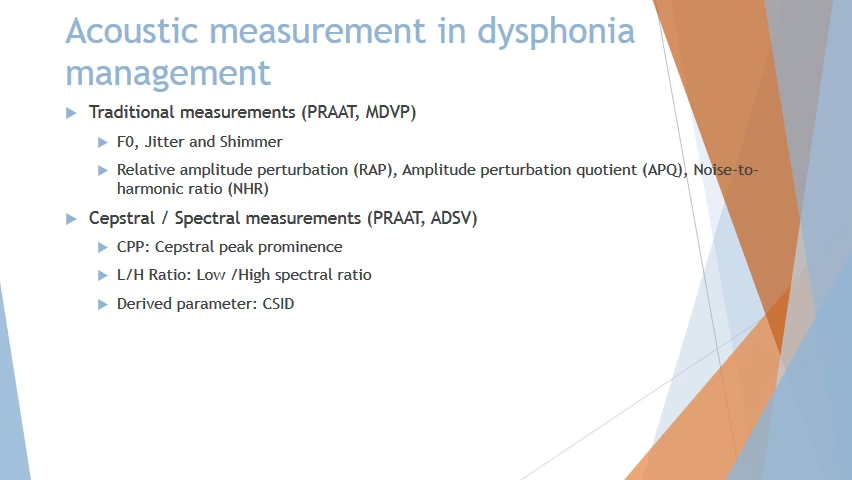 Acoustic measurement in dysphonia
management
Traditional measurements (PRAAT, MDVP)
F0, Jitter and Shimmer
Relative amplitude perturbation (RAP), Amplitude perturbation quotient (APQ), Noise-to-
harmonic ratio (NHR)
Cepstral / Spectral measurements (PRAAT, ADSV)
CPP: Cepstral peak prominence
L/H Ratio: Low /High spectral ratio
Derived parameter: CSID